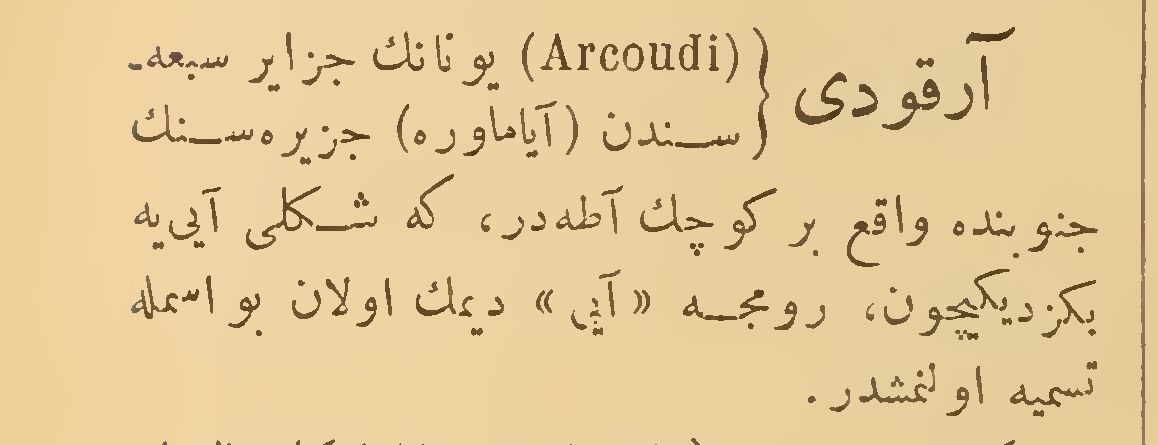 آرقودی (Arcoudi) یونانك جزایر سبعه‌-
سندن (آیاماوره) جزیره‌سنك
جنوبنده واقع بر كوچك آطه‌در، كه شكلی آیی‌یه
بكزدیكیچون، رومجه «آیی» دیمك اولان بو اسمله
تسمیه اولنمشدر.